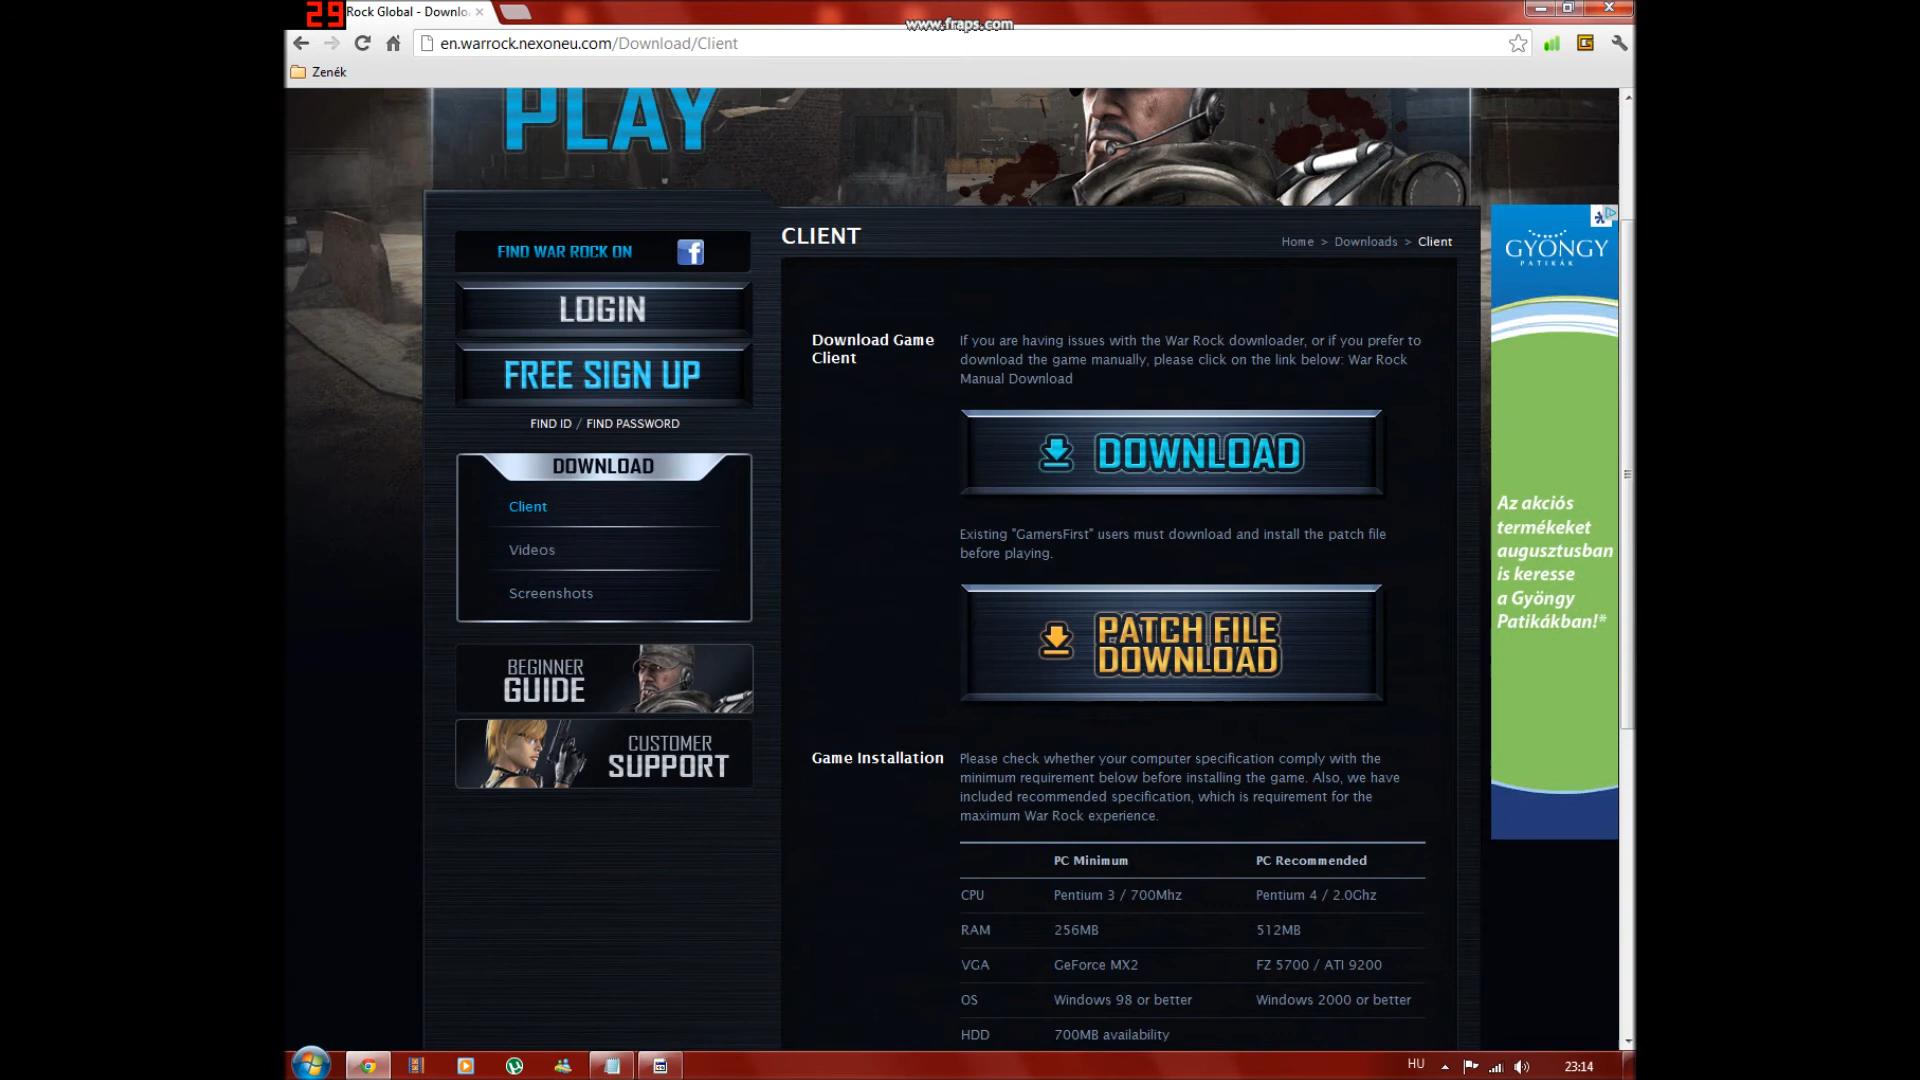 29
Rock Global - Downlo
www.fraps.com
en.warrock.nexoneu.com/Download/Client
Zenék
PLAY
FIND WAR ROCK ON
LOGIN
FREE SIGN UP
FIND ID / FIND PASSWORD
DOWNLOAD
Client
Videos
Screenshots
BEGINNER
GUIDE
CUSTOMER
SUPPORT
CLIENT
Home > Downloads > Client
Download Game
Client
If you are having issues with the War Rock downloader, or if you prefer to
download the game manually, please click on the link below: War Rock
Manual Download
DOWNLOAD
Existing "GamersFirst" users must download and install the patch file
before playing.
PATCH FILE
DOWNLOAD
Game Installation
Please check whether your computer specification comply with the
minimum requirement below before installing the game. Also, we have
included recommended specification, which is requirement for the
maximum War Rock experience.
PC Minimum PC Recommended
CPU Pentium 3 / 700Mhz Pentium 4 / 2.0Ghz
RAM 256MB 512MB
VGA GeForce MX2 FZ 5700 / ATI 9200
OS Windows 98 or better Windows 2000 or better
HDD 700MB availability
GYÖNGY
PATIKÁK
Az akciós
termékeket
augusztusban
is keresse
a Gyöngy
Patikákban!*
HU
23:14